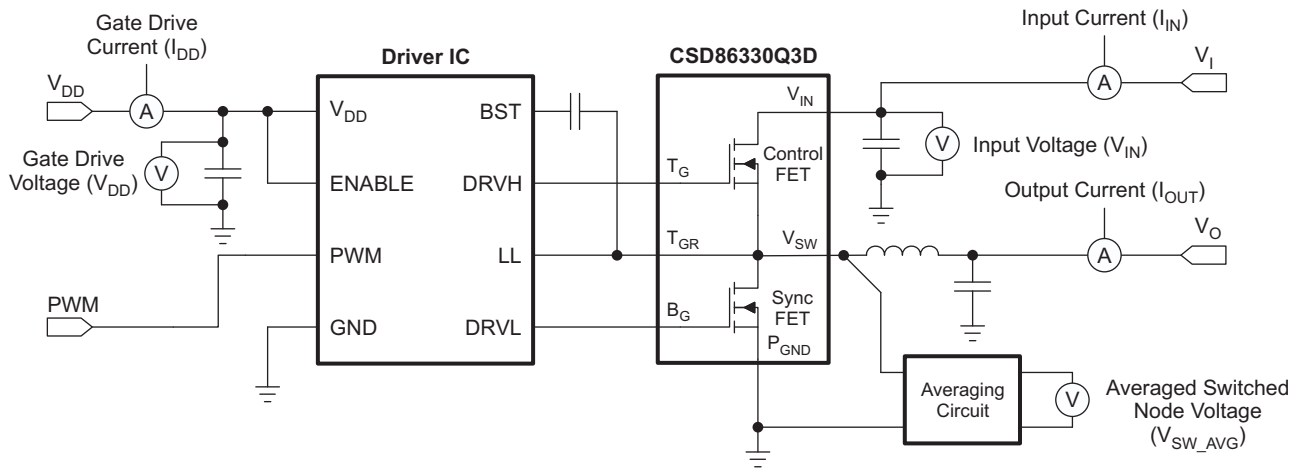 Gate Drive
Current (I_DD)
Input Current (I_IN)
Driver IC
CSD86330Q3D
V_DD
A
V_DD
BST
V_IN
A
V_I
Gate Drive
Voltage (V_DD)
V
ENABLE
DRVH
T_G
Control
FET
V
Input Voltage (V_IN)
Output Current (I_OUT)
PWM
LL
T_GR
V_SW
A
V_O
PWM
GND
DRVL
B_G
Sync
FET
P_GND
Averaging
Circuit
V
Averaged Switched
Node Voltage
(V_SW_AVG)